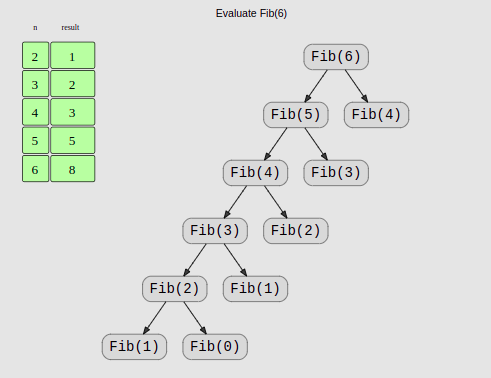 Evaluate Fib(6)
n result
2 1
3 2
4 3
5 5
6 8
Fib(6)
Fib(5) Fib(4)
Fib(4) Fib(3)
Fib(3) Fib(2)
Fib(2) Fib(1)
Fib(1) Fib(0)